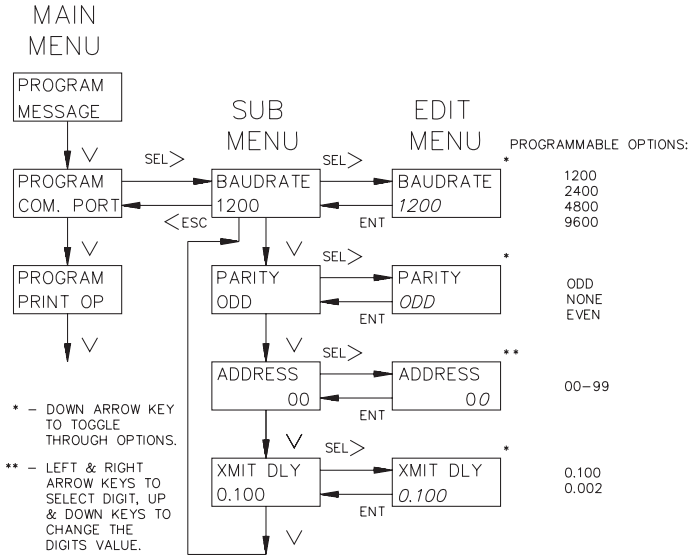 MAIN
MENU
PROGRAM
MESSAGE
SUB
MENU
EDIT
MENU
PROGRAMMABLE OPTIONS:
SEL>
SEL>
*
PROGRAM
COM. PORT
BAUDRATE
1200
BAUDRATE
1200
1200
2400
4800
9600
<ESC
ENT
SEL>
*
PROGRAM
PRINT OP
PARITY
ODD
PARITY
ODD
ODD
NONE
EVEN
ENT
SEL>
**
ADDRESS
00
ADDRESS
00
00–99
ENT
* – DOWN ARROW KEY
TO TOGGLE
THROUGH OPTIONS.
SEL>
*
XMIT DLY
0.100
XMIT DLY
0.100
0.100
0.002
ENT
** – LEFT & RIGHT
ARROW KEYS TO
SELECT DIGIT, UP
& DOWN KEYS TO
CHANGE THE
DIGITS VALUE.